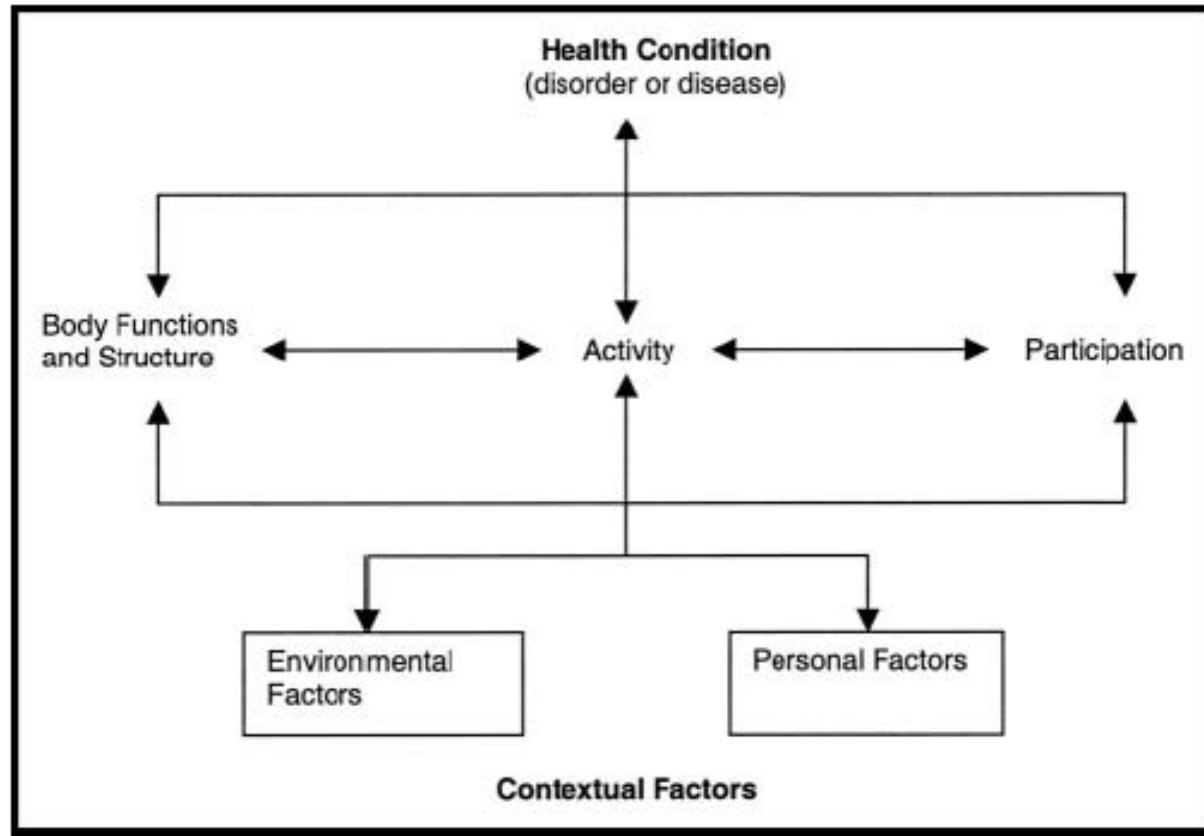 Health Condition
(disorder or disease)
Body Functions
and Structure
Activity
Participation
Environmental
Factors
Personal Factors
Contextual Factors